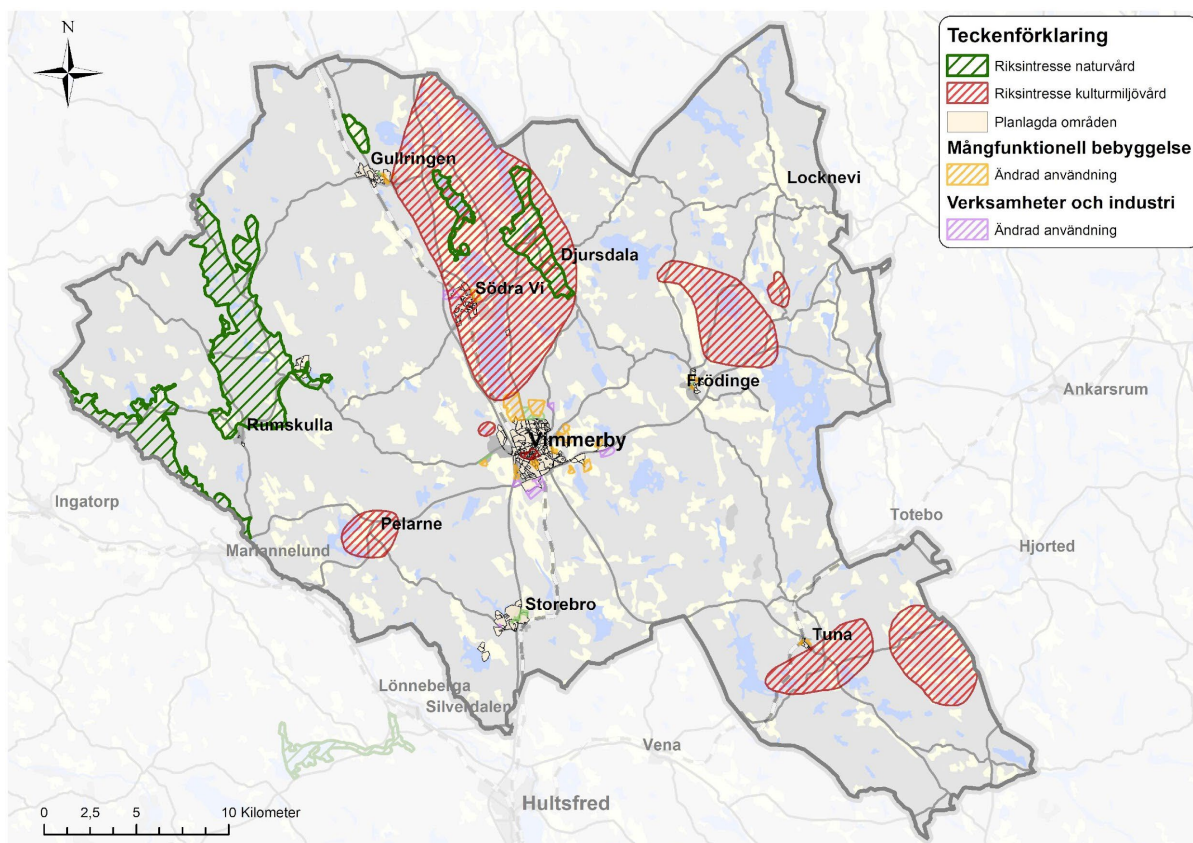 N
Teckenförklaring
Riksintresse naturvård
Riksintresse kulturmiljövård
Planlagda områden
Mångfunktionell bebyggelse
Ändrad användning
Verksamheter och industri
Ändrad användning
Gullringen
Locknevi
Djursdala
Södra Vi
Frödinge
Ankarsrum
Rumskulla
Vimmerby
Ingatorp
Pelarne
Totebo
Mariannelund
Hjorted
Storebro
Tuna
Lönneberga
Silverdalen
Vena
Hultsfred
0 2,5 5 10 Kilometer